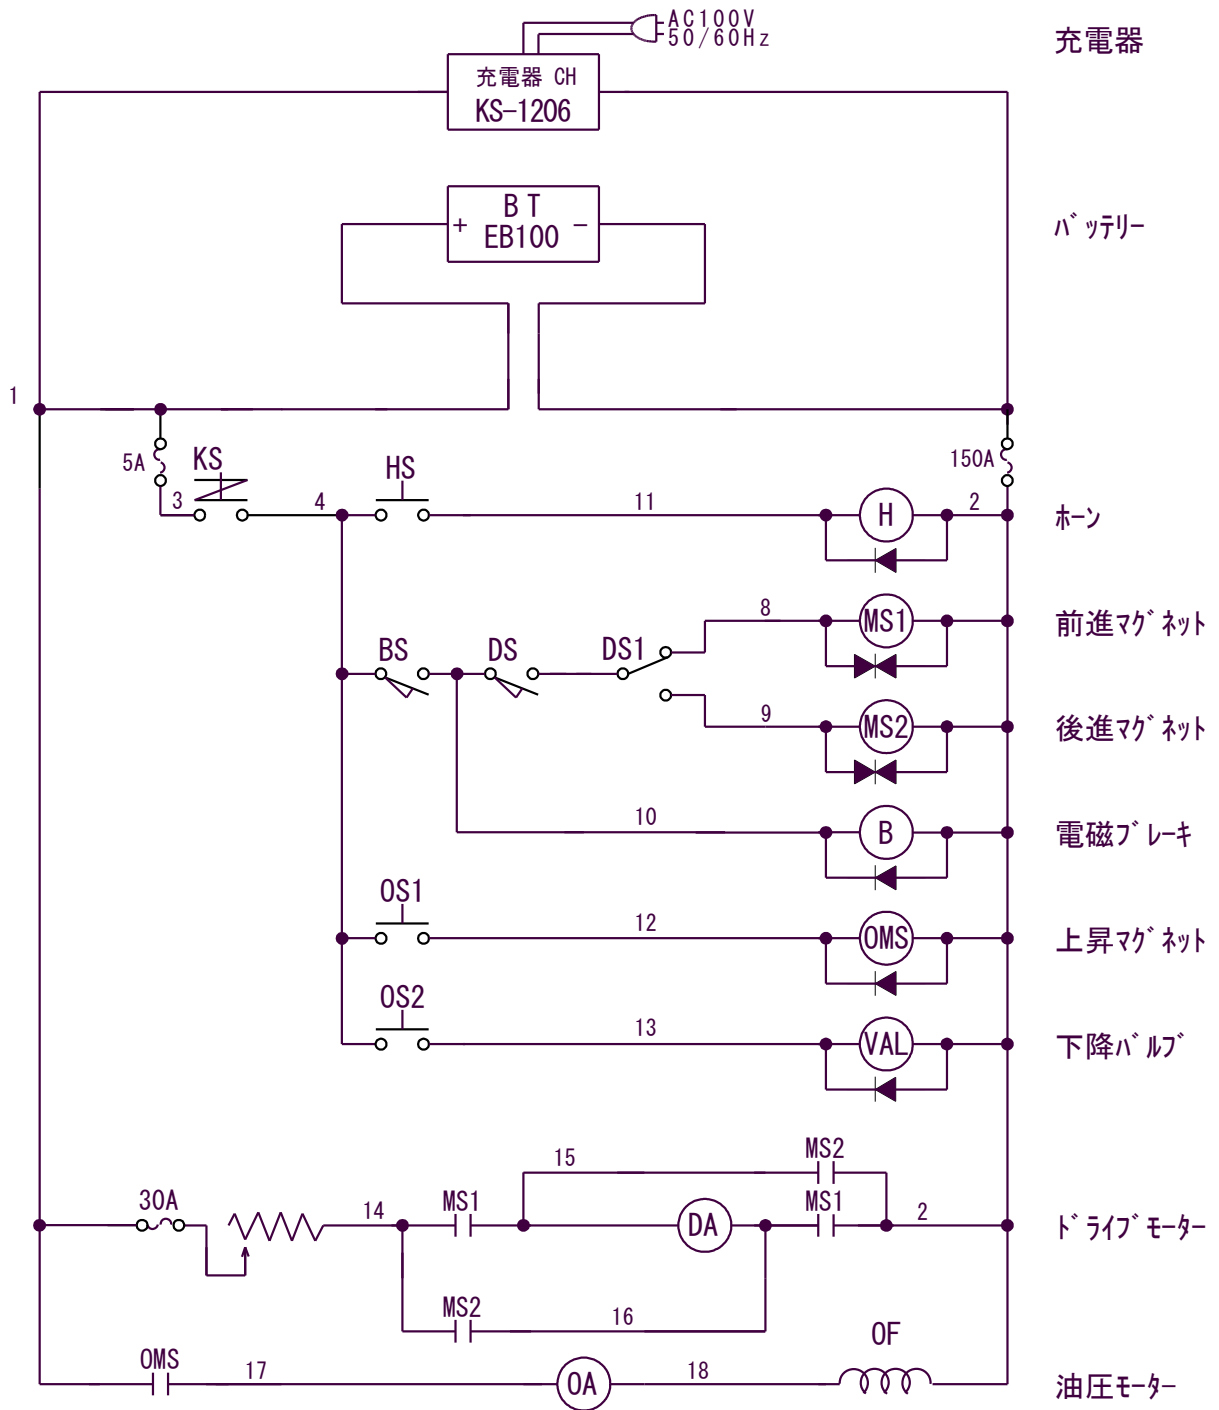 AC100V
50/60Hz
充電器
充電器 CH
KS-1206
BT
+ EB100 -
バッテリー
1
5A
KS
HS
150A
3
4
11
H
2
ホーン
8
MS1
前進マグネット
BS
DS
DS1
9
MS2
後進マグネット
10
B
電磁ブレーキ
OS1
12
OMS
上昇マグネット
OS2
13
VAL
下降バルブ
15
MS2
30A
14
MS1
DA
MS1
2
ドライブモーター
MS2
16
OF
OMS
17
OA
18
油圧モーター